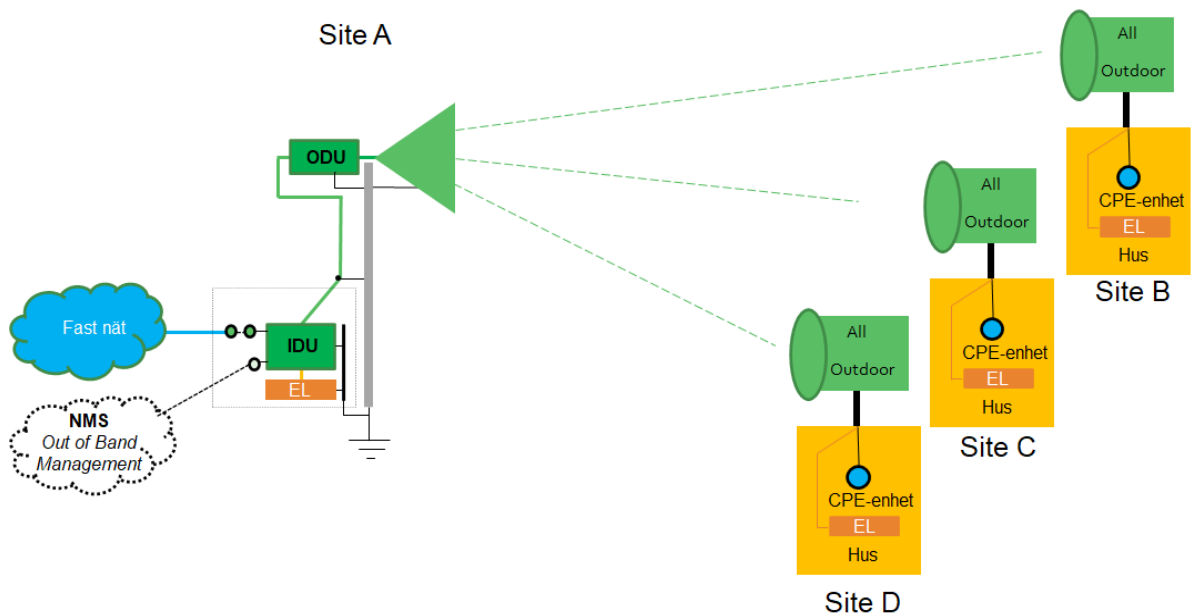 Site A
ODU
Fast nät
IDU
EL
NMS
Out of Band
Management
All
Outdoor
CPE-enhet
EL
Hus
Site B
All
Outdoor
CPE-enhet
EL
Hus
Site C
All
Outdoor
CPE-enhet
EL
Hus
Site D